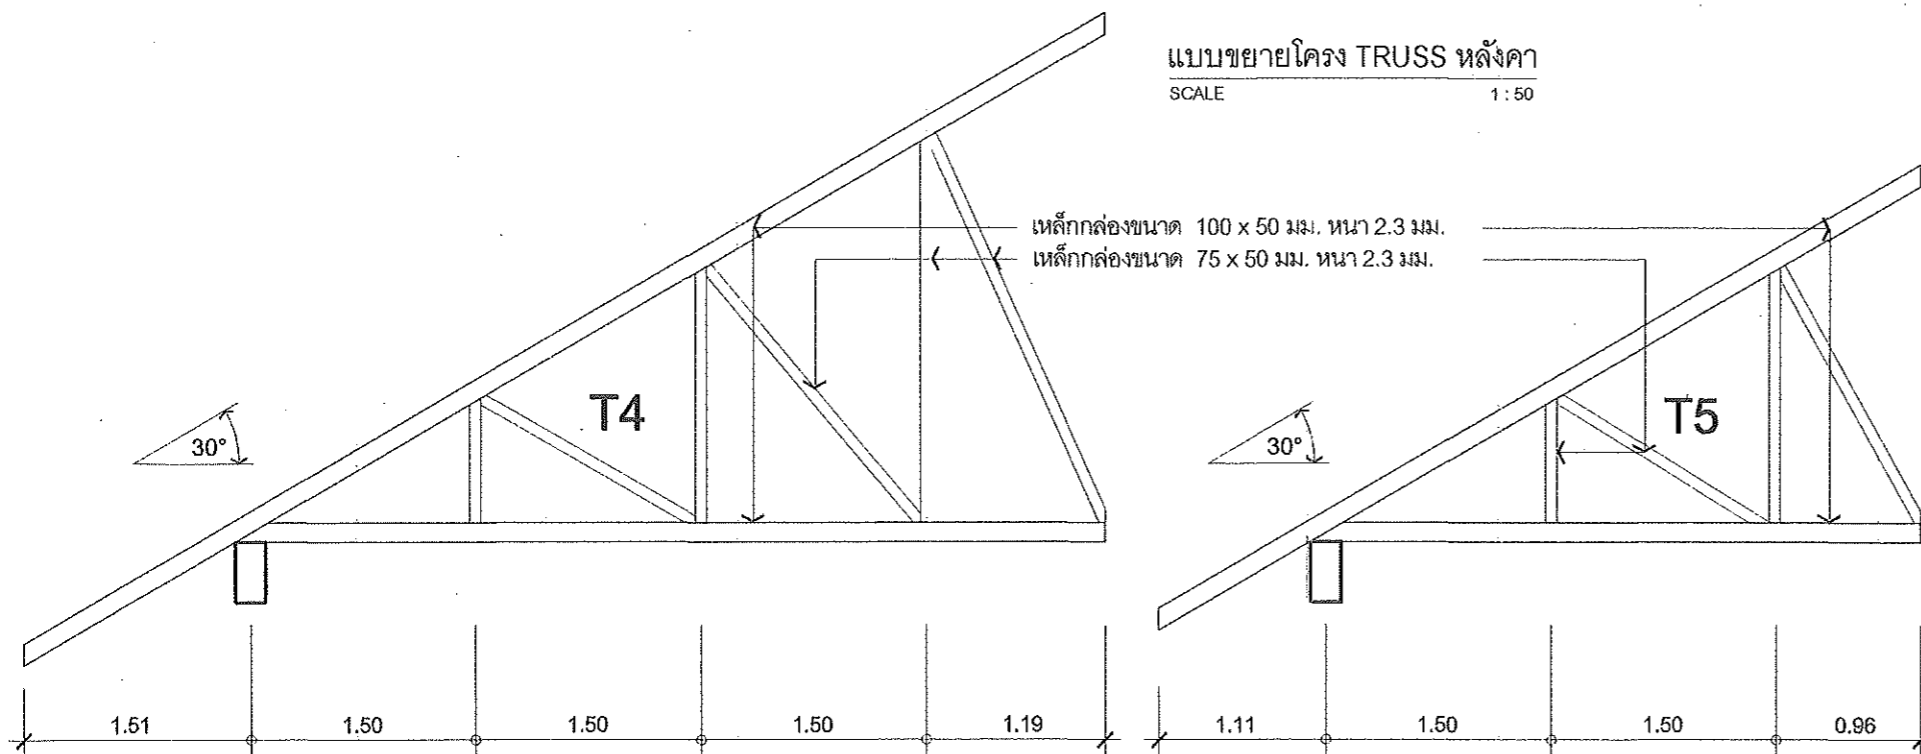 แบบขยายโครง TRUSS หลังคา
SCALE 1 : 50
เหล็กกล่องขนาด 100 x 50 มม. หนา 2.3 มม.
เหล็กกล่องขนาด 75 x 50 มม. หนา 2.3 มม.
T4
T5
30°
30°
1.51 1.50 1.50 1.50 1.19 1.11 1.50 1.50 0.96